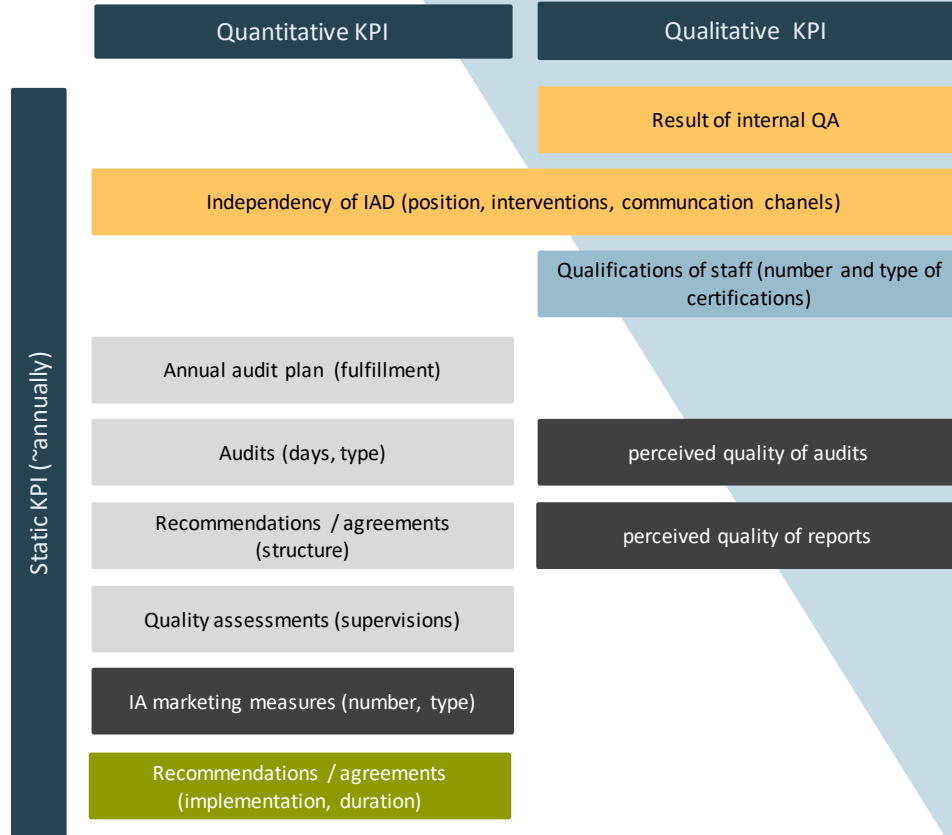 Quantitative KPI
Qualitative KPI
Static KPI (~annually)
Result of internal QA
Independency of IAD (position, interventions, communcation chanels)
Qualifications of staff (number and type of
certifications)
Annual audit plan (fulfillment)
Audits (days, type)
perceived quality of audits
Recommendations / agreements
(structure)
perceived quality of reports
Quality assessments (supervisions)
IA marketing measures (number, type)
Recommendations / agreements
(implementation, duration)